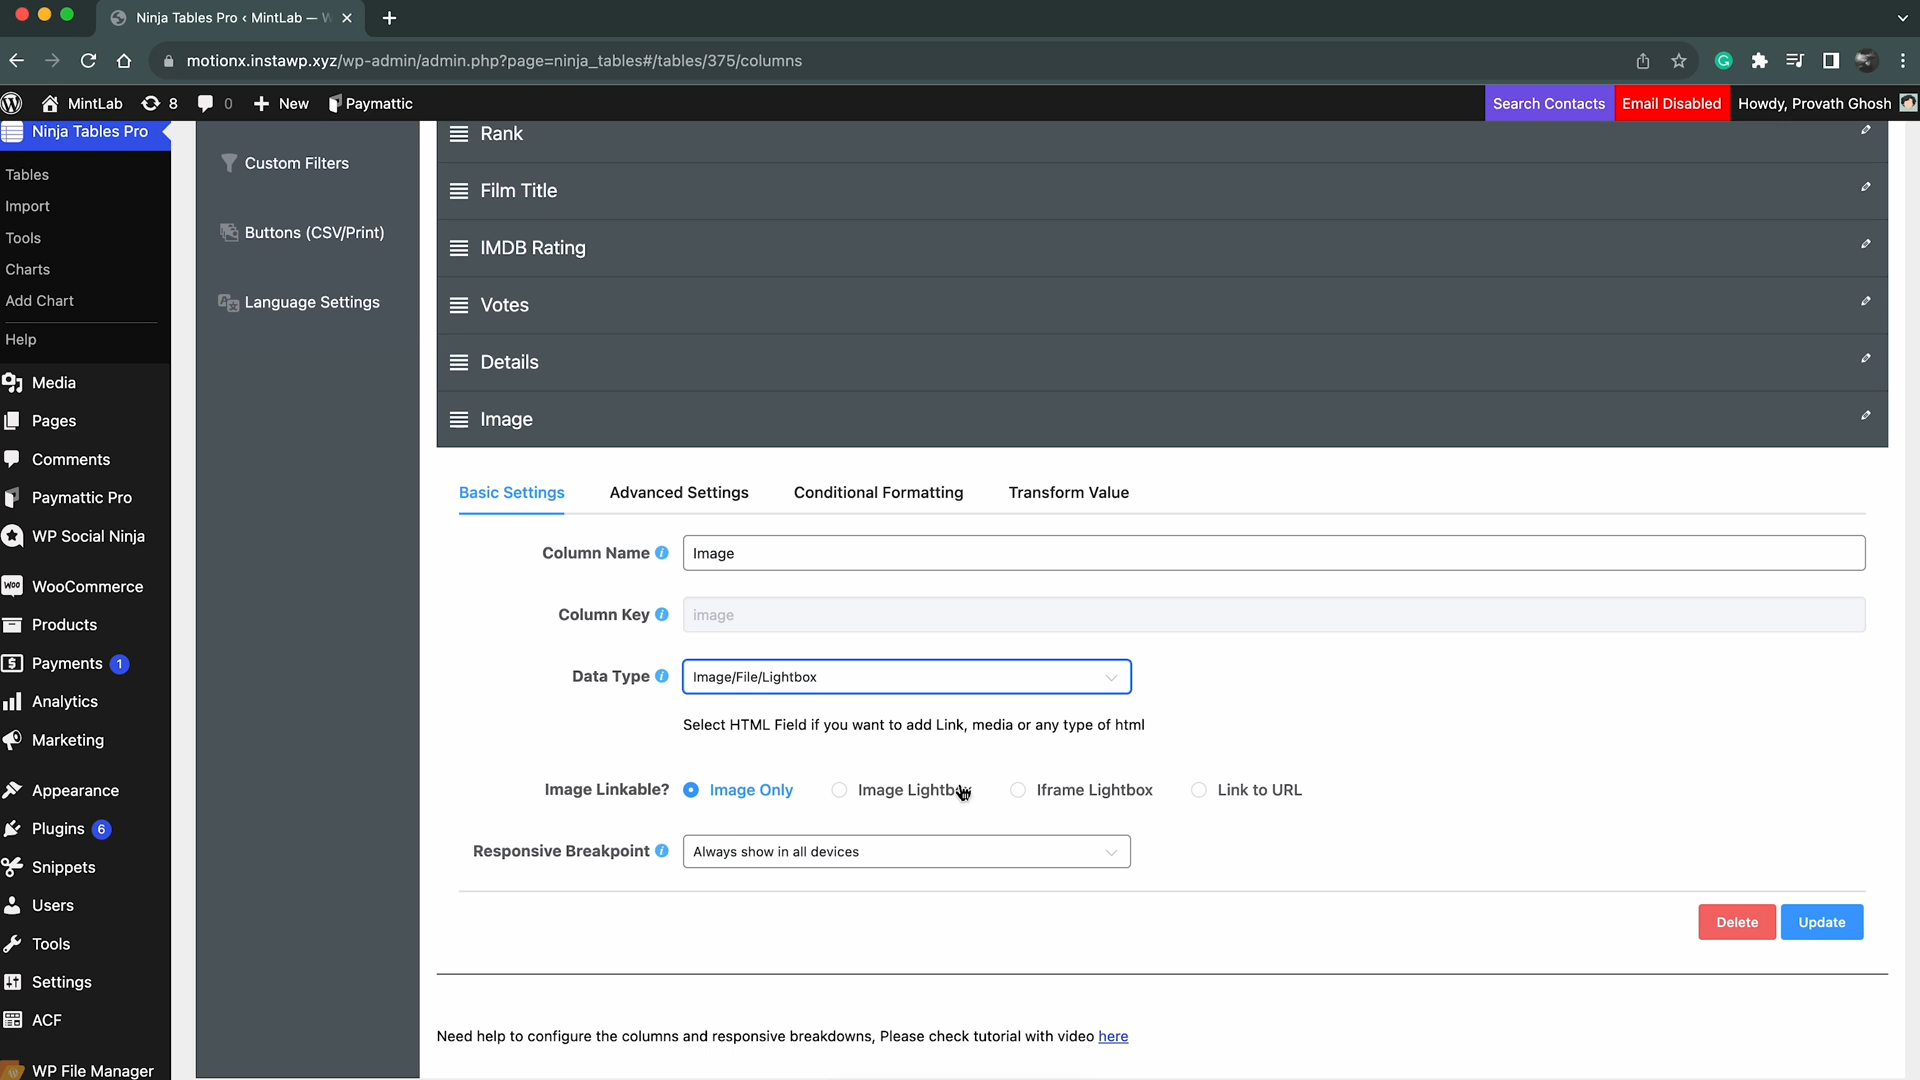 Ninja Tables Pro ‹ MintLab — W
motionx.instawp.xyz/wp-admin/admin.php?page=ninja_tables#/tables/375/columns
MintLab 8 0 New Paymattic Search Contacts Email Disabled Howdy, Provath Ghosh
Ninja Tables Pro
Tables
Import
Tools
Charts
Add Chart
Help
Media
Pages
Comments
Paymattic Pro
WP Social Ninja
WooCommerce
Products
Payments 1
Analytics
Marketing
Appearance
Plugins 6
Snippets
Users
Tools
Settings
ACF
WP File Manager
Custom Filters
Buttons (CSV/Print)
Language Settings
Rank
Film Title
IMDB Rating
Votes
Details
Image
Basic Settings Advanced Settings Conditional Formatting Transform Value
Column Name Image
Column Key image
Data Type Image/File/Lightbox
Select HTML Field if you want to add Link, media or any type of html
Image Linkable? Image Only Image Lightbox Iframe Lightbox Link to URL
Responsive Breakpoint Always show in all devices
Delete Update
Need help to configure the columns and responsive breakdowns, Please check tutorial with video here